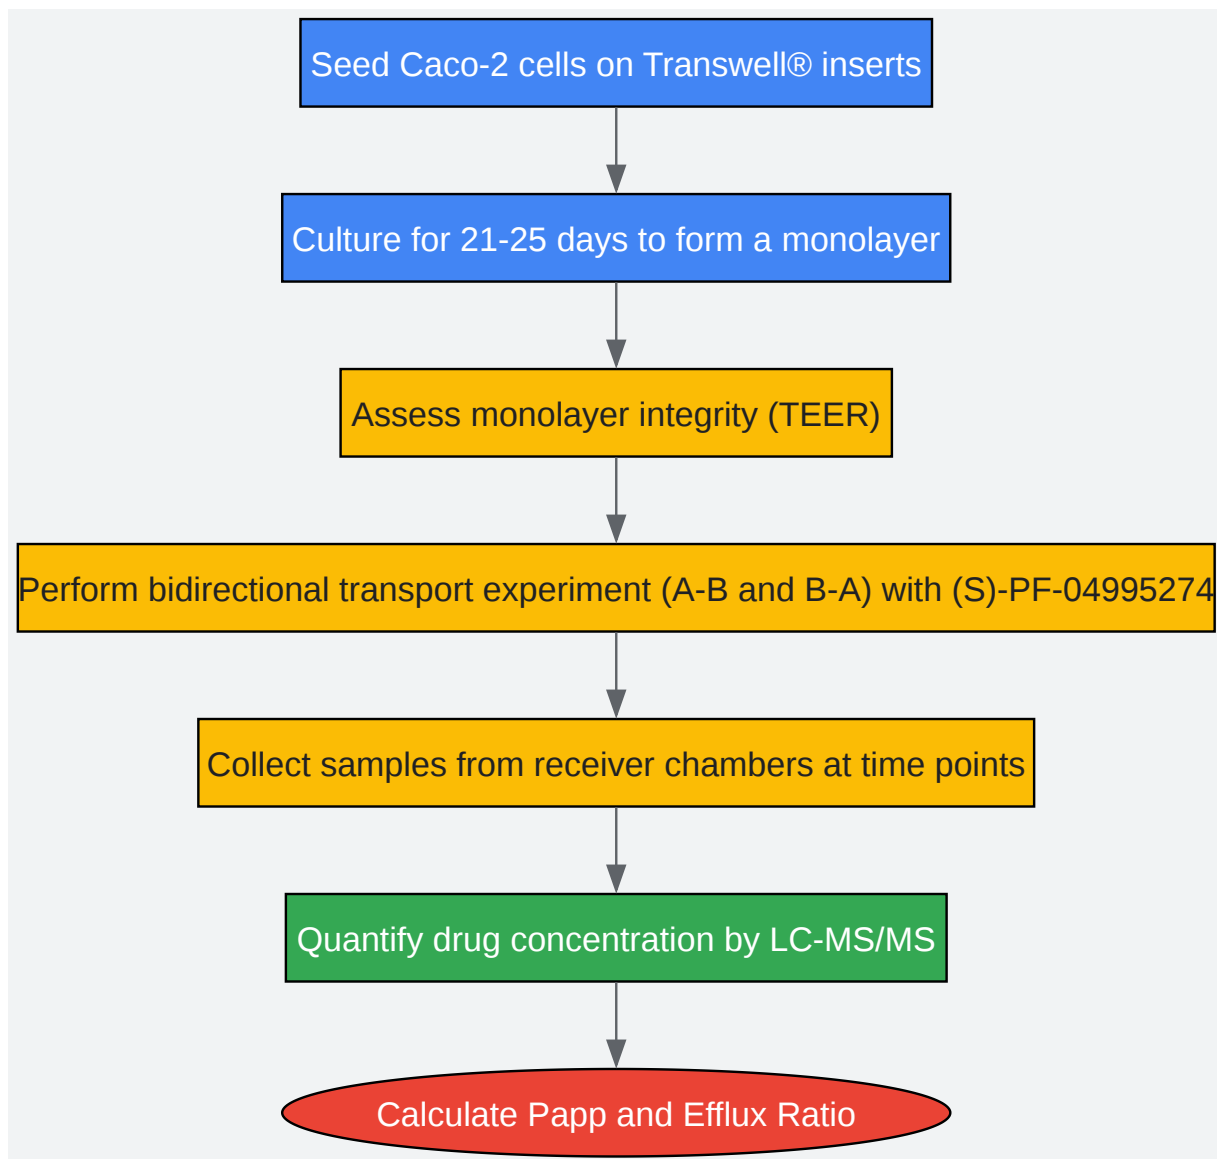 Seed Caco-2 cells on Transwell® inserts
Culture for 21-25 days to form a monolayer
Assess monolayer integrity (TEER)
Perform bidirectional transport experiment (A-B and B-A) with (S)-PF-04995274
Collect samples from receiver chambers at time points
Quantify drug concentration by LC-MS/MS
Calculate Papp and Efflux Ratio